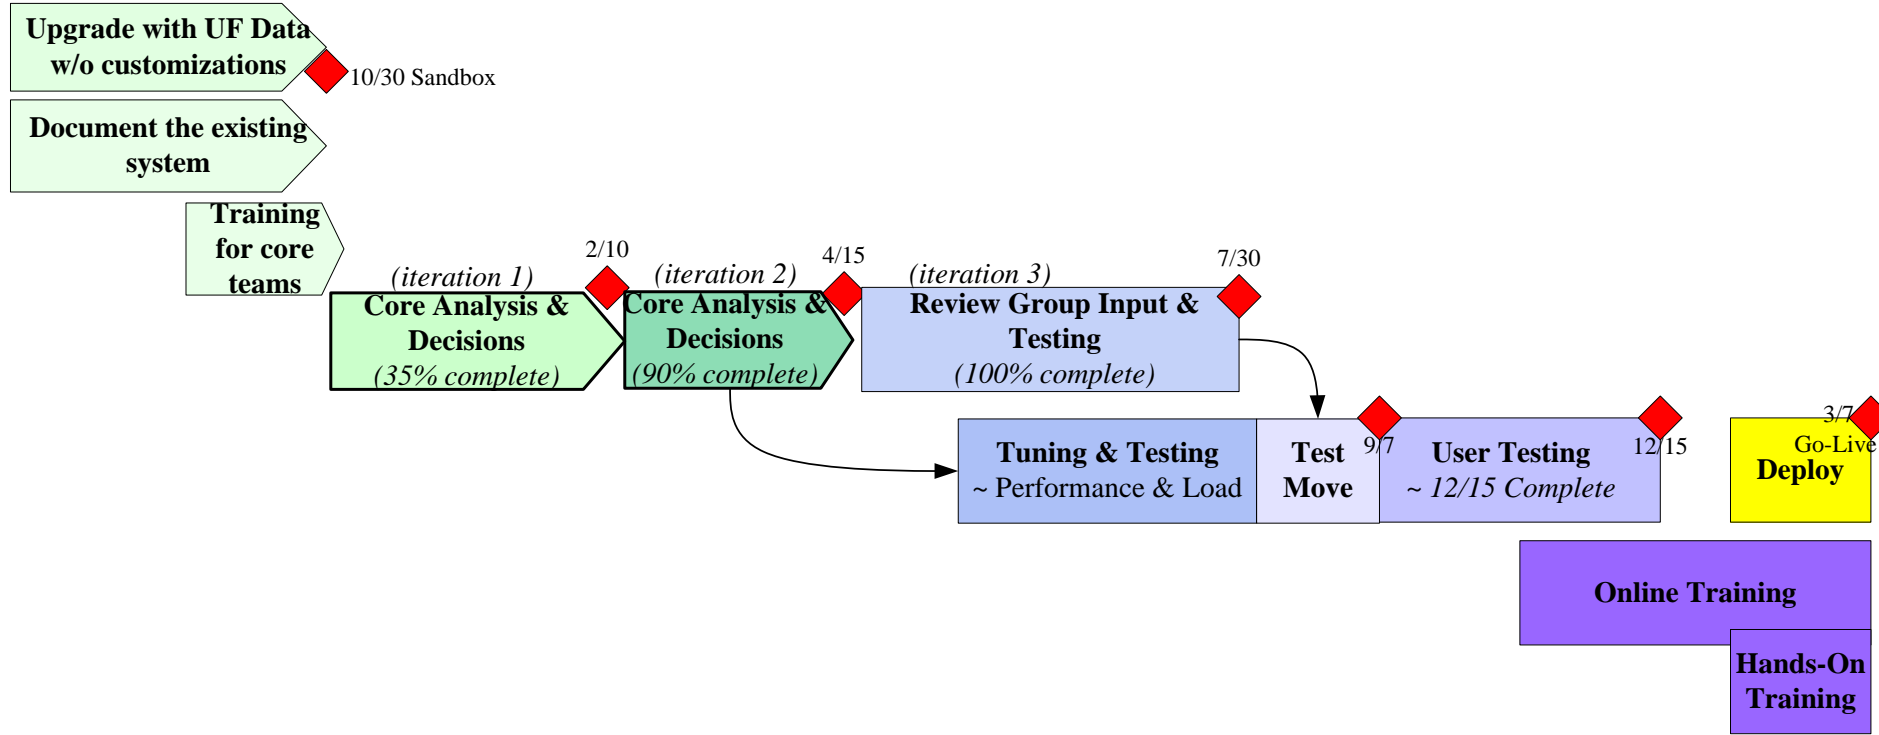 Upgrade with UF Data
w/o customizations
10/30 Sandbox
Document the existing
system
Training
for core
teams
(iteration 1)
2/10
Core Analysis &
Decisions
(35% complete)
(iteration 2)
4/15
Core Analysis &
Decisions
(90% complete)
(iteration 3)
7/30
Review Group Input &
Testing
(100% complete)
Tuning & Testing
~ Performance & Load
Test
Move
9/7
User Testing
~ 12/15 Complete
12/15
3/7
Go-Live
Deploy
Online Training
Hands-On
Training